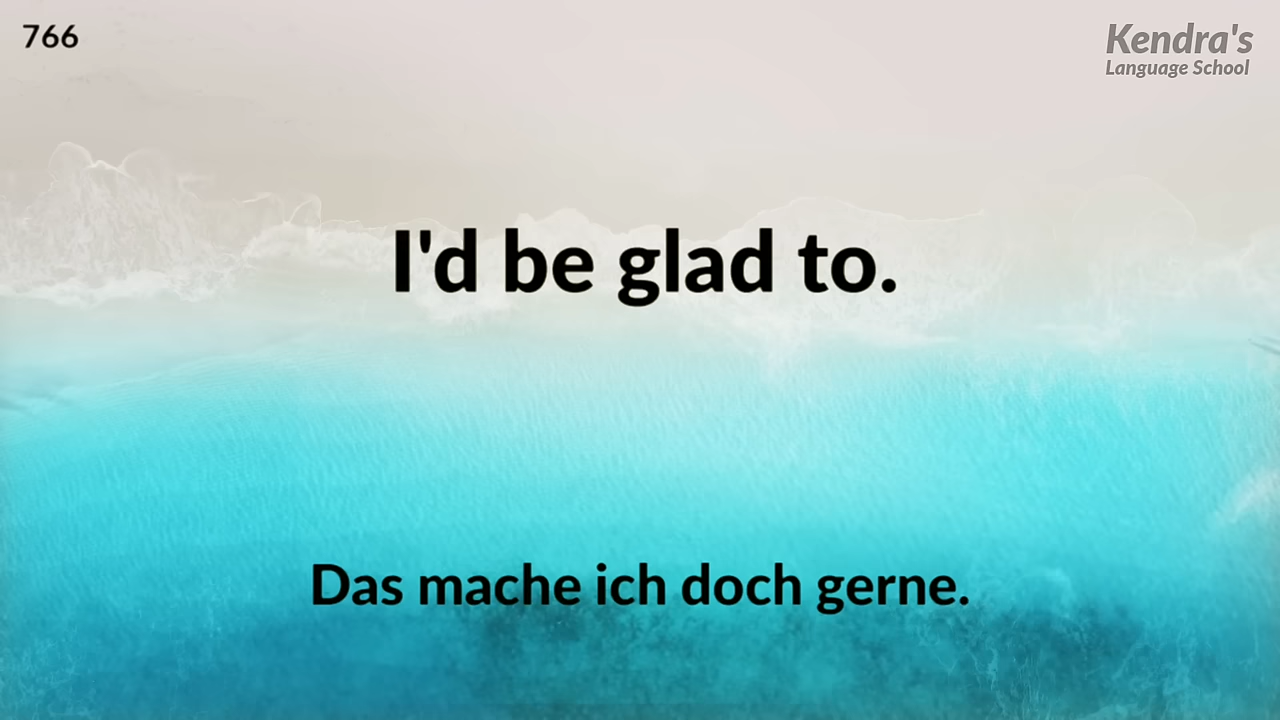 766
Kendra's
Language School
I'd be glad to.
Das mache ich doch gerne.